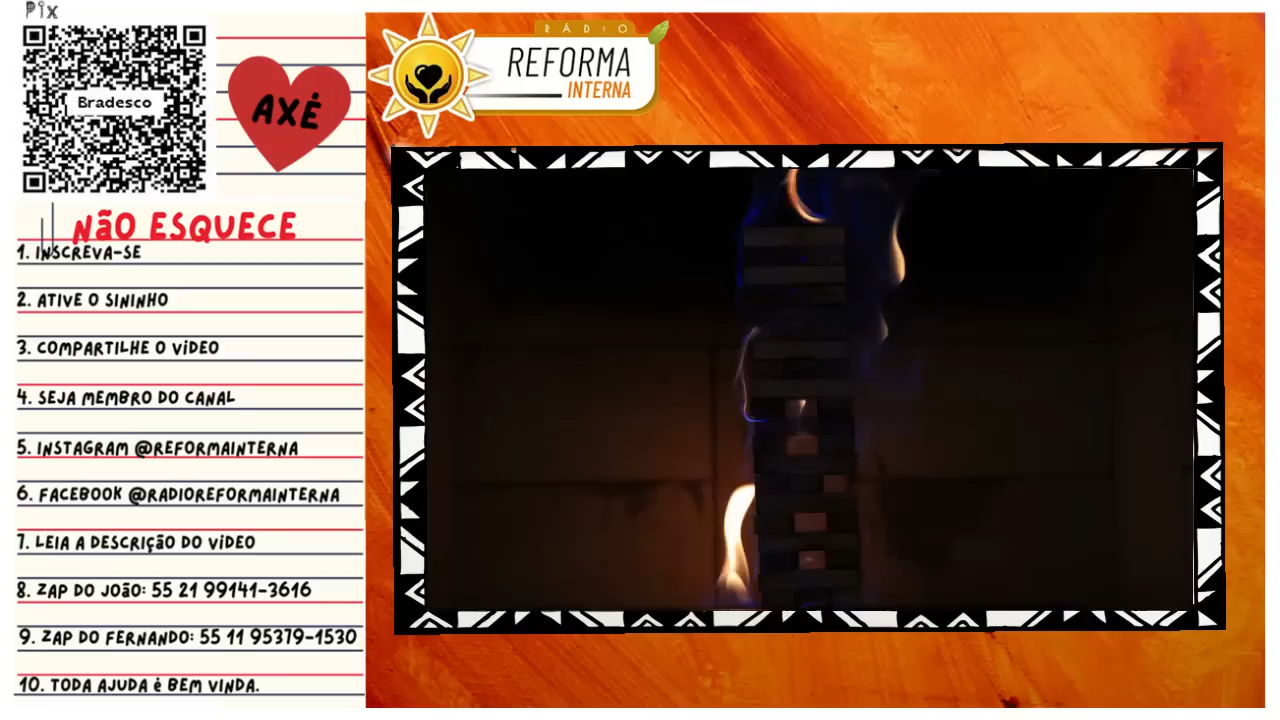 Pix
Bradesco
AXÉ
NÃO ESQUECE
1. INSCREVA-SE
2. ATIVE O SININHO
3. COMPARTILHE O VÍDEO
4. SEJA MEMBRO DO CANAL
5. INSTAGRAM @REFORMAINTERNA
6. FACEBOOK @RADIOREFORMAINTERNA
7. LEIA A DESCRIÇÃO DO VÍDEO
8. ZAP DO JOÃO: 55 21 99141-3616
9. ZAP DO FERNANDO: 55 11 95379-1530
10. TODA AJUDA É BEM VINDA.
RÁDIO
REFORMA
INTERNA